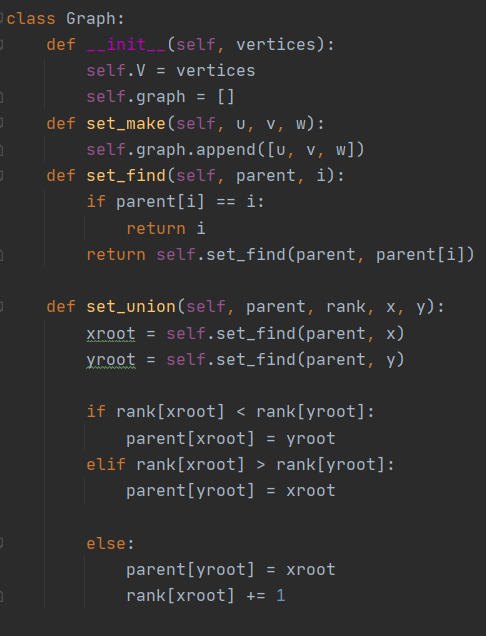 class Graph:
    def __init__(self, vertices):
        self.V = vertices
        self.graph = []
    def set_make(self, u, v, w):
        self.graph.append([u, v, w])
    def set_find(self, parent, i):
        if parent[i] == i:
            return i
        return self.set_find(parent, parent[i])
    def set_union(self, parent, rank, x, y):
        xroot = self.set_find(parent, x)
        yroot = self.set_find(parent, y)
        if rank[xroot] < rank[yroot]:
            parent[xroot] = yroot
        elif rank[xroot] > rank[yroot]:
            parent[yroot] = xroot
        else:
            parent[yroot] = xroot
            rank[xroot] += 1